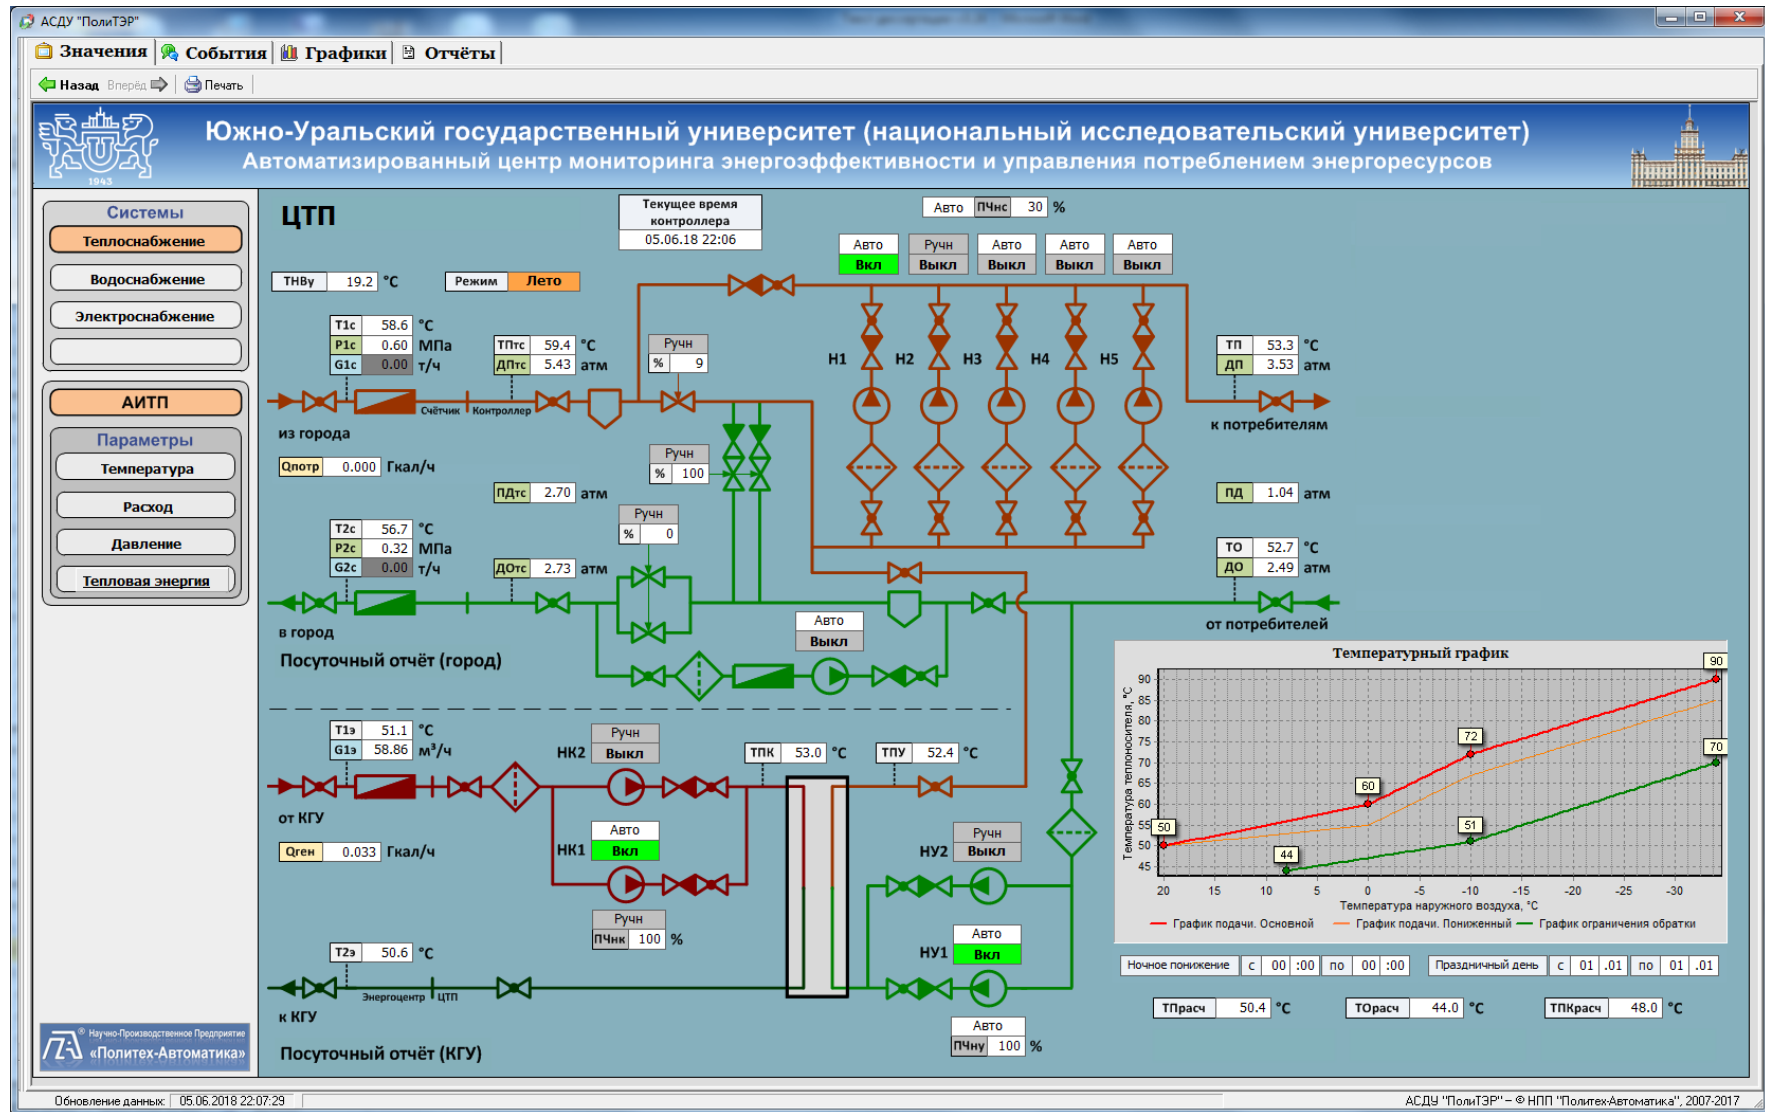 АСДУ "ПолиТЭР"
Значения События Графики Отчёты
Назад Вперёд Печать
Южно-Уральский государственный университет (национальный исследовательский университет)
Автоматизированный центр мониторинга энергоэффективности и управления потреблением энергоресурсов
1943
Системы
Теплоснабжение
Водоснабжение
Электроснабжение
АИТП
Параметры
Температура
Расход
Давление
Тепловая энергия
® Научно-Производственное Предприятие
«Политех-Автоматика»
ЦТП
Текущее время
контроллера
05.06.18 22:06
Авто ПЧнс 30 %
Авто Ручн Авто Авто Авто
Вкл Выкл Выкл Выкл Выкл
ТНВу 19.2 °C Режим Лето
Т1с 58.6 °C
P1с 0.60 МПа
G1с 0.00 т/ч
ТПтс 59.4 °C
ДПтс 5.43 атм
Ручн
% 9
Н1 Н2 Н3 Н4 Н5
ТП 53.3 °C
ДП 3.53 атм
Счётчик Контроллер
из города
к потребителям
Qпотр 0.000 Гкал/ч
Ручн
% 100
ПДтс 2.70 атм
ПД 1.04 атм
Ручн
% 0
Т2с 56.7 °C
P2с 0.32 МПа
G2с 0.00 т/ч
ДОтс 2.73 атм
ТО 52.7 °C
ДО 2.49 атм
в город
от потребителей
Авто
Выкл
Посуточный отчёт (город)
Т1э 51.1 °C
G1э 58.86 м³/ч
НК2
Ручн
Выкл
ТПК 53.0 °C
ТПУ 52.4 °C
от КГУ
Qген 0.033 Гкал/ч
НК1
Авто
Вкл
Ручн
ПЧнк 100 %
НУ2
Ручн
Выкл
НУ1
Авто
Вкл
Т2э 50.6 °C
Энергоцентр ЦТП
к КГУ
Авто
ПЧну 100 %
Посуточный отчёт (КГУ)
Температурный график
Температура теплоносителя, °C
90
85
80
75
70
65
60
55
50
45
50 60 72 90
44 51 70
20 15 10 5 0 -5 -10 -15 -20 -25 -30
Температура наружного воздуха, °C
График подачи. Основной График подачи. Пониженный График ограничения обратки
Ночное понижение с 00 :00 по 00 :00 Праздничный день с 01 .01 по 01 .01
ТПрасч 50.4 °C ТОрасч 44.0 °C ТПКрасч 48.0 °C
Обновление данных: 05.06.2018 22:07:29
АСДУ "ПолиТЭР" – © НПП "Политех-Автоматика", 2007-2017